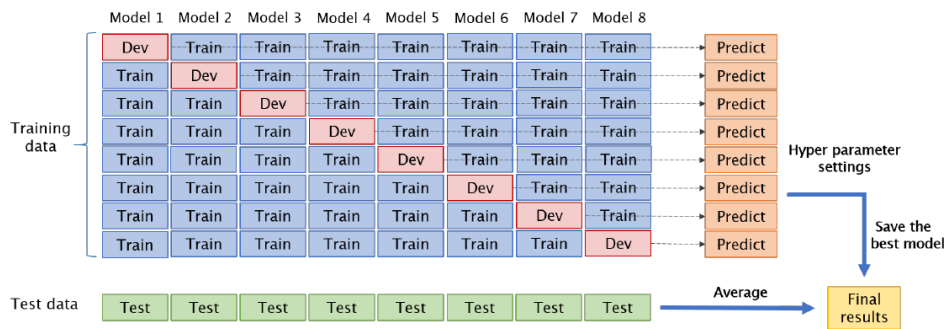 Model 1 Model 2 Model 3 Model 4 Model 5 Model 6 Model 7 Model 8
Dev Train Train Train Train Train Train Train Predict
Train Dev Train Train Train Train Train Train Predict
Train Train Dev Train Train Train Train Train Predict
Training data
Train Train Train Dev Train Train Train Train Predict
Train Train Train Train Dev Train Train Train Predict
Hyper parameter
settings
Train Train Train Train Train Dev Train Train Predict
Train Train Train Train Train Train Dev Train Predict
Save the
best model
Train Train Train Train Train Train Train Dev Predict
Test data
Test Test Test Test Test Test Test Test
Average
Final
results